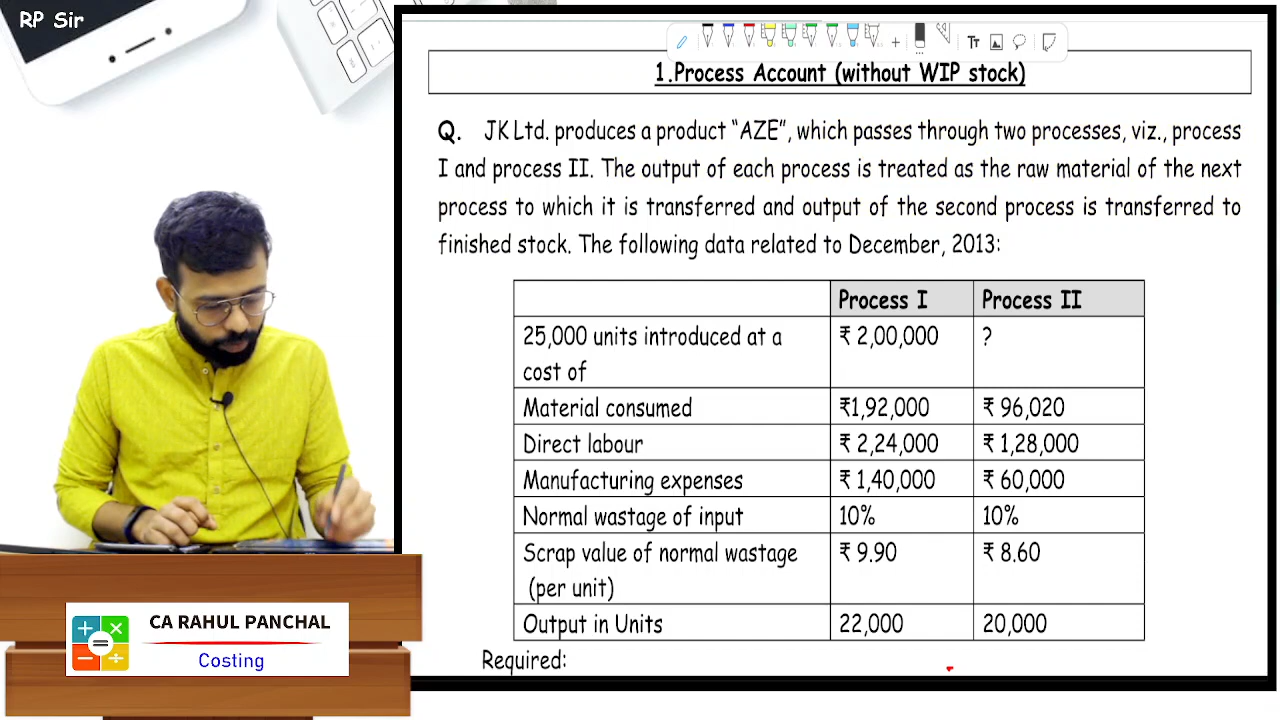 RP Sir
Tт
1.Process Account (without WIP stock)
Q. JK Ltd. produces a product “AZE”, which passes through two processes, viz., process
I and process II. The output of each process is treated as the raw material of the next
process to which it is transferred and output of the second process is transferred to
finished stock. The following data related to December, 2013:
Process I Process II
25,000 units introduced at a cost of ₹ 2,00,000 ?
Material consumed ₹1,92,000 ₹ 96,020
Direct labour ₹ 2,24,000 ₹ 1,28,000
Manufacturing expenses ₹ 1,40,000 ₹ 60,000
Normal wastage of input 10% 10%
Scrap value of normal wastage (per unit) ₹ 9.90 ₹ 8.60
Output in Units 22,000 20,000
Required:
CA RAHUL PANCHAL
Costing